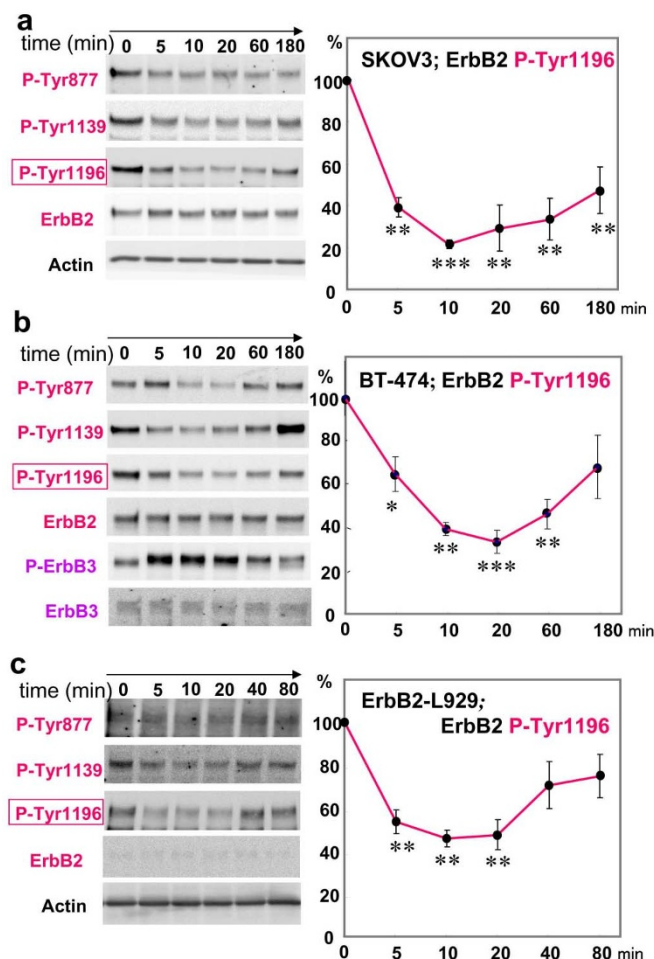 a
time (min) 0 5 10 20 60 180
P-Tyr877
P-Tyr1139
P-Tyr1196
ErbB2
Actin
%
SKOV3; ErbB2 P-Tyr1196
100
80
60
40
20
0
** *** ** ** **
0 5 10 20 60 180 min
b
time (min) 0 5 10 20 60 180
P-Tyr877
P-Tyr1139
P-Tyr1196
ErbB2
P-ErbB3
ErbB3
%
BT-474; ErbB2 P-Tyr1196
100
80
60
40
20
0
* ** *** **
0 5 10 20 60 180 min
c
time (min) 0 5 10 20 40 80
P-Tyr877
P-Tyr1139
P-Tyr1196
ErbB2
Actin
%
ErbB2-L929;
ErbB2 P-Tyr1196
100
80
60
40
20
0
** ** **
0 5 10 20 40 80 min